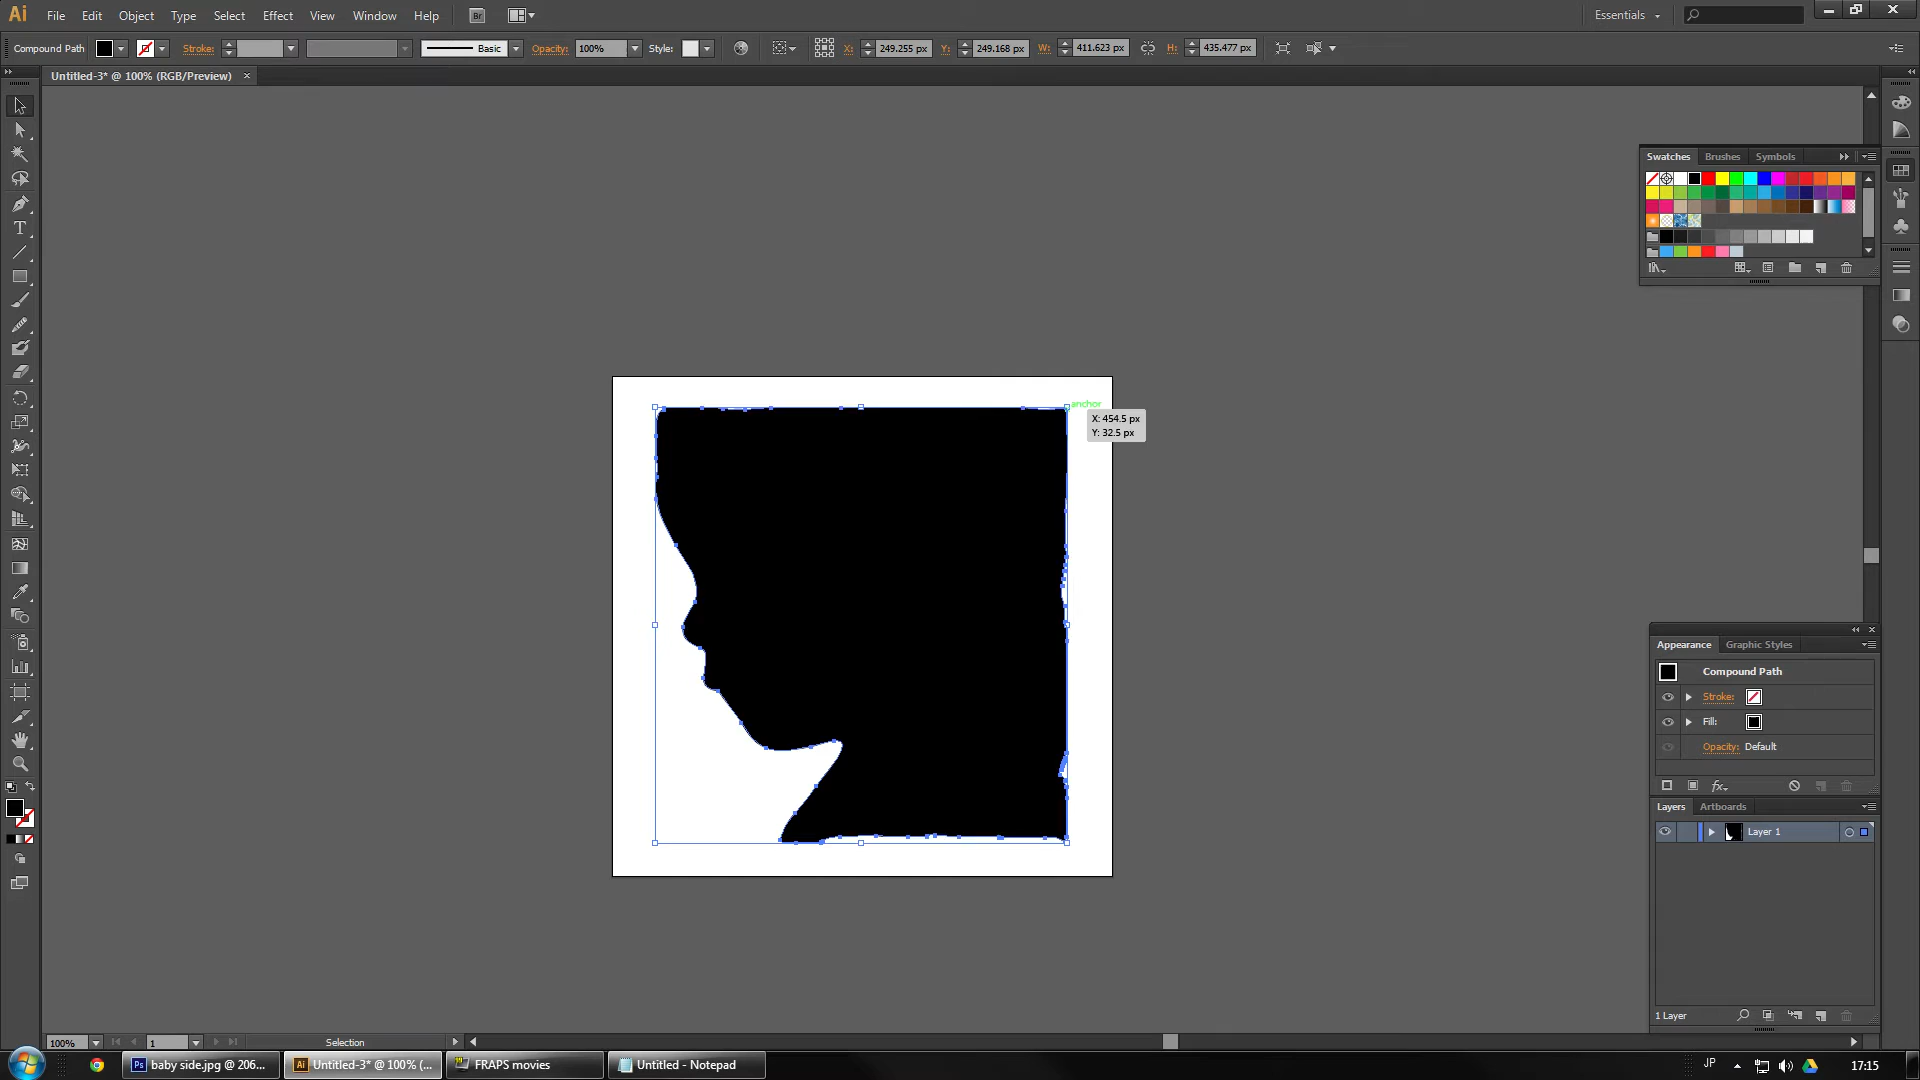 Ai File Edit Object Type Select Effect View Window Help Br Essentials
Compound Path Stroke: Basic Opacity: 100% Style: X: 249.255 px Y: 249.168 px W: 411.623 px H: 435.477 px
Untitled-3* @ 100% (RGB/Preview)
Swatches Brushes Symbols
anchor
X: 454.5 px
Y: 32.5 px
Appearance Graphic Styles
Compound Path
Stroke:
Fill:
Opacity: Default
fx
Layers Artboards
Layer 1
1 Layer
100% 1 Selection
Ps baby side.jpg @ 206... Ai Untitled-3* @ 100% (... FRAPS movies Untitled - Notepad JP 17:15